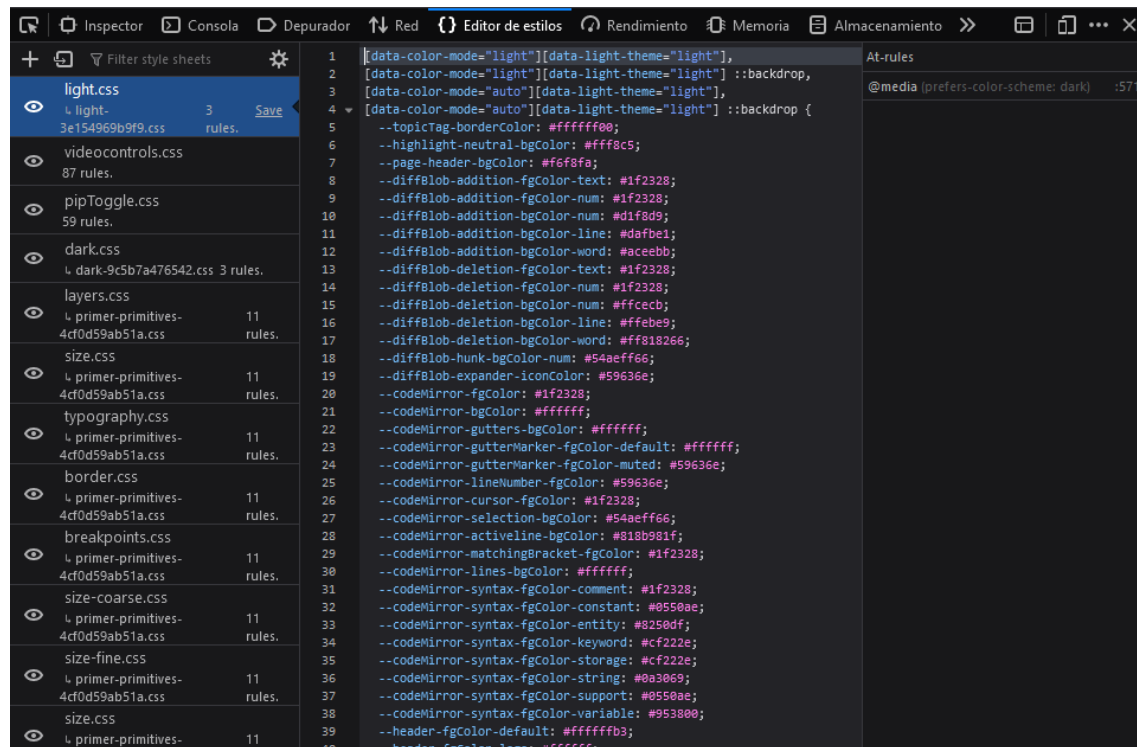 Inspector Consola Depurador Red Editor de estilos Rendimiento Memoria Almacenamiento
Filter style sheets
light.css
↳ light-3e154969b9f9.css 3 rules. Save
videocontrols.css
87 rules.
pipToggle.css
59 rules.
dark.css
↳ dark-9c5b7a476542.css 3 rules.
layers.css
↳ primer-primitives-4cf0d59ab51a.css 11 rules.
size.css
↳ primer-primitives-4cf0d59ab51a.css 11 rules.
typography.css
↳ primer-primitives-4cf0d59ab51a.css 11 rules.
border.css
↳ primer-primitives-4cf0d59ab51a.css 11 rules.
breakpoints.css
↳ primer-primitives-4cf0d59ab51a.css 11 rules.
size-coarse.css
↳ primer-primitives-4cf0d59ab51a.css 11 rules.
size-fine.css
↳ primer-primitives-4cf0d59ab51a.css 11 rules.
size.css
↳ primer-primitives- 11
1 [data-color-mode="light"][data-light-theme="light"],
2 [data-color-mode="light"][data-light-theme="light"] ::backdrop,
3 [data-color-mode="auto"][data-light-theme="light"],
4 [data-color-mode="auto"][data-light-theme="light"] ::backdrop {
5 --topicTag-borderColor: #ffffff00;
6 --highlight-neutral-bgColor: #fff8c5;
7 --page-header-bgColor: #f6f8fa;
8 --diffBlob-addition-fgColor-text: #1f2328;
9 --diffBlob-addition-fgColor-num: #1f2328;
10 --diffBlob-addition-bgColor-num: #d1f8d9;
11 --diffBlob-addition-bgColor-line: #dafbe1;
12 --diffBlob-addition-bgColor-word: #aceebb;
13 --diffBlob-deletion-fgColor-text: #1f2328;
14 --diffBlob-deletion-fgColor-num: #1f2328;
15 --diffBlob-deletion-bgColor-num: #ffcecb;
16 --diffBlob-deletion-bgColor-line: #ffebe9;
17 --diffBlob-deletion-bgColor-word: #ff818266;
18 --diffBlob-hunk-bgColor-num: #54aeff66;
19 --diffBlob-expander-iconColor: #59636e;
20 --codeMirror-fgColor: #1f2328;
21 --codeMirror-bgColor: #ffffff;
22 --codeMirror-gutters-bgColor: #ffffff;
23 --codeMirror-gutterMarker-fgColor-default: #ffffff;
24 --codeMirror-gutterMarker-fgColor-muted: #59636e;
25 --codeMirror-lineNumber-fgColor: #59636e;
26 --codeMirror-cursor-fgColor: #1f2328;
27 --codeMirror-selection-bgColor: #54aeff66;
28 --codeMirror-activeline-bgColor: #818b981f;
29 --codeMirror-matchingBracket-fgColor: #1f2328;
30 --codeMirror-lines-bgColor: #ffffff;
31 --codeMirror-syntax-fgColor-comment: #1f2328;
32 --codeMirror-syntax-fgColor-constant: #0550ae;
33 --codeMirror-syntax-fgColor-entity: #8250df;
34 --codeMirror-syntax-fgColor-keyword: #cf222e;
35 --codeMirror-syntax-fgColor-storage: #cf222e;
36 --codeMirror-syntax-fgColor-string: #0a3069;
37 --codeMirror-syntax-fgColor-support: #0550ae;
38 --codeMirror-syntax-fgColor-variable: #953800;
39 --header-fgColor-default: #ffffffb3;
At-rules
@media (prefers-color-scheme: dark) :571